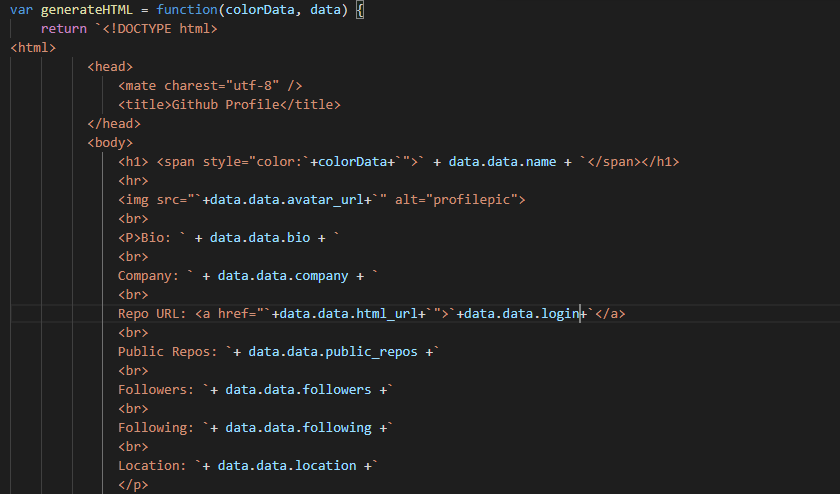 var generateHTML = function(colorData, data) {
return `<!DOCTYPE html>
<html>
<head>
<mate charest="utf-8" />
<title>Github Profile</title>
</head>
<body>
<h1> <span style="color:`+colorData+`">` + data.data.name + `</span></h1>
<hr>
<img src="`+data.data.avatar_url+`" alt="profilepic">
<br>
<P>Bio: ` + data.data.bio + `
<br>
Company: ` + data.data.company + `
<br>
Repo URL: <a href="`+data.data.html_url+`">`+data.data.login+`</a>
<br>
Public Repos: `+ data.data.public_repos +`
<br>
Followers: `+ data.data.followers +`
<br>
Following: `+ data.data.following +`
<br>
Location: `+ data.data.location +`
</p>